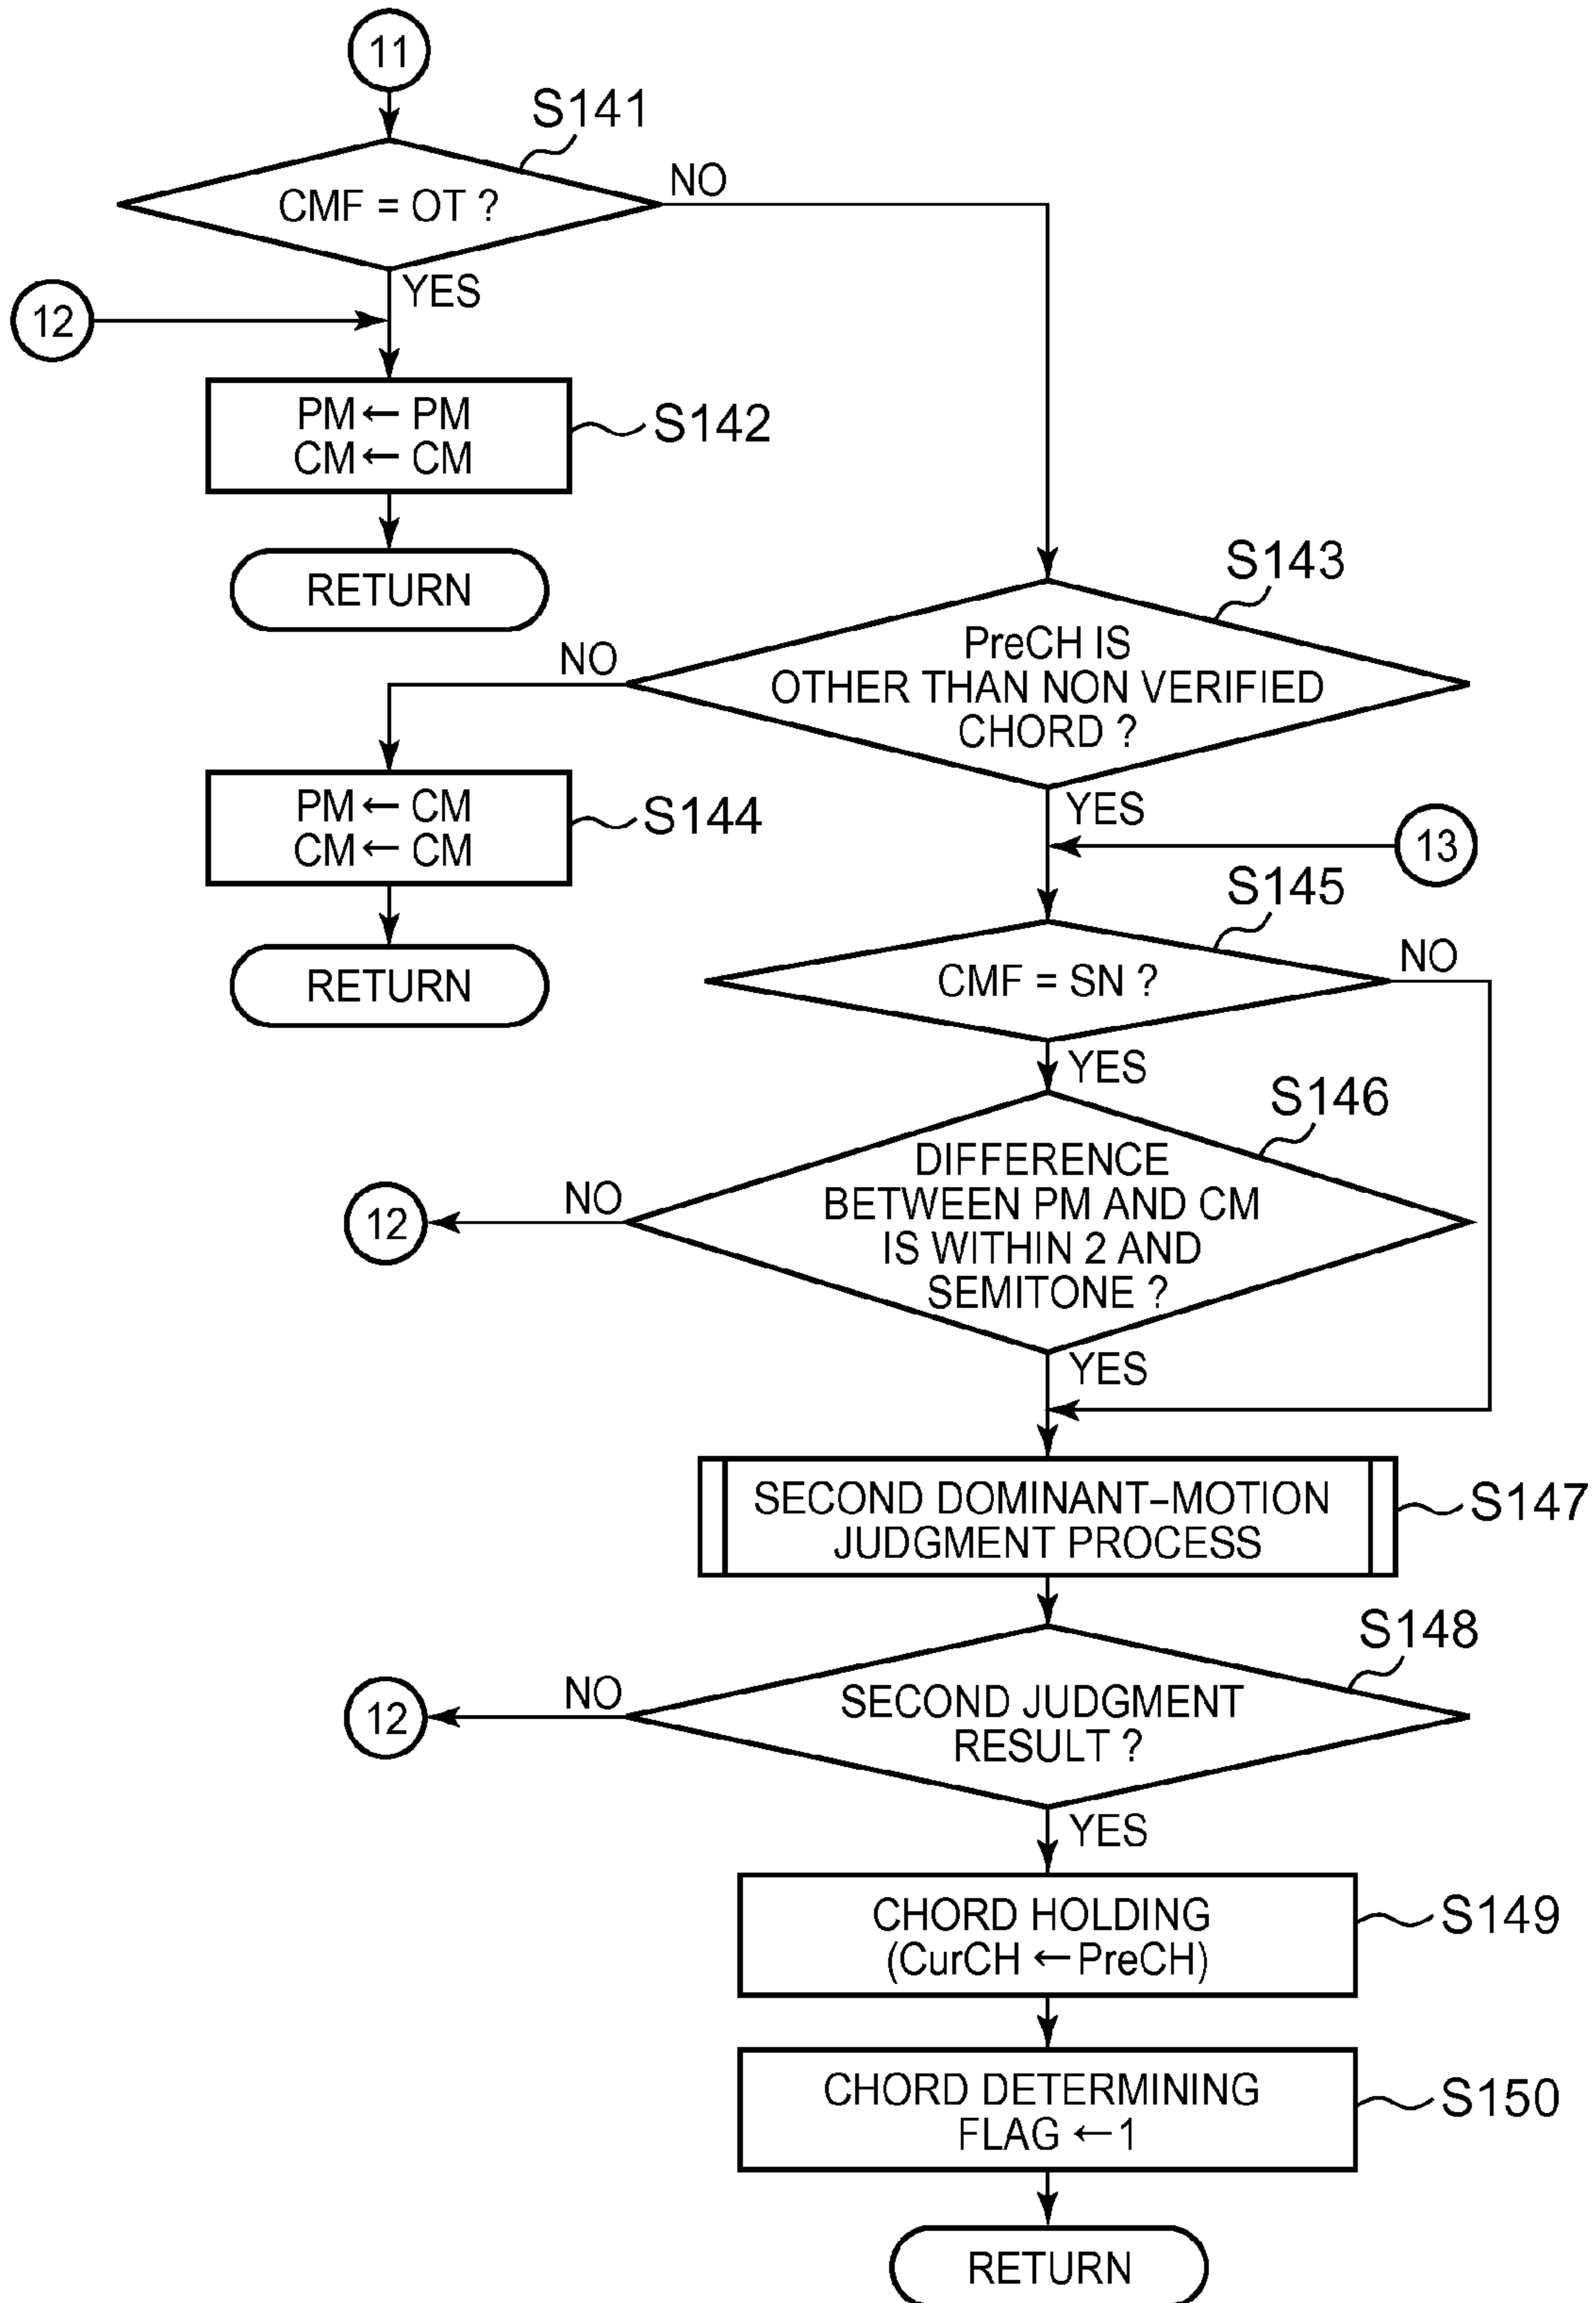 11
S141
CMF = OT ?
NO
YES
12
PM ← PM
CM ← CM
S142
RETURN
S143
PreCH IS
OTHER THAN NON VERIFIED
CHORD ?
NO
YES
PM ← CM
CM ← CM
S144
RETURN
13
S145
CMF = SN ?
NO
YES
S146
DIFFERENCE
BETWEEN PM AND CM
IS WITHIN 2 AND
SEMITONE ?
NO
12
YES
SECOND DOMINANT–MOTION
JUDGMENT PROCESS
S147
S148
SECOND JUDGMENT
RESULT ?
NO
12
YES
CHORD HOLDING
(CurCH ← PreCH)
S149
CHORD DETERMINING
FLAG ← 1
S150
RETURN